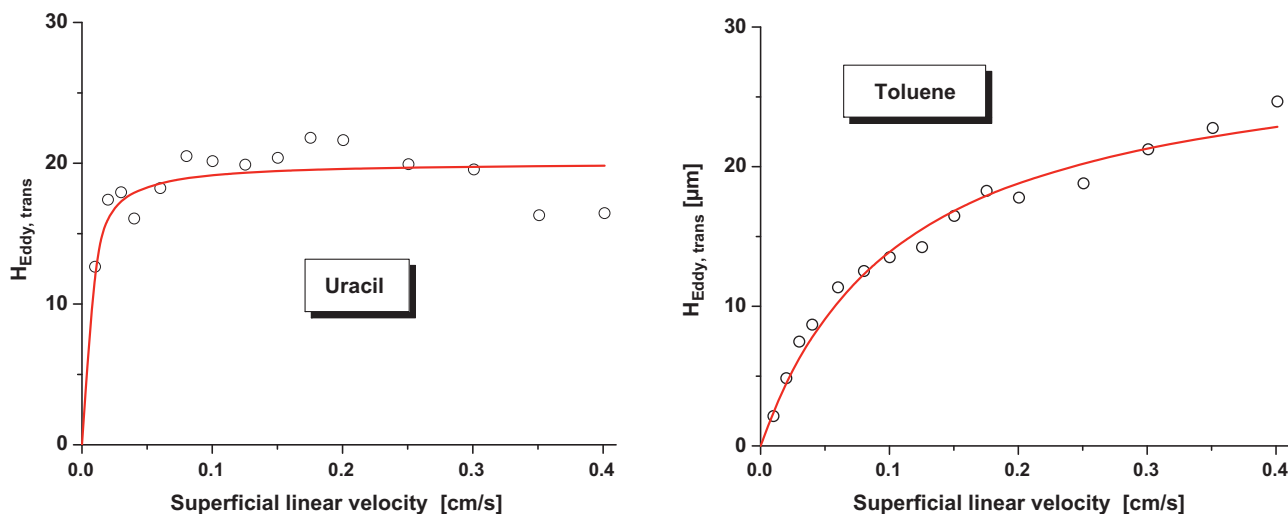 30
20
10
0
H Eddy, trans
Uracil
0.0 0.1 0.2 0.3 0.4
Superficial linear velocity [cm/s]
30
20
10
0
H Eddy, trans [µm]
Toluene
0.0 0.1 0.2 0.3 0.4
Superficial linear velocity [cm/s]